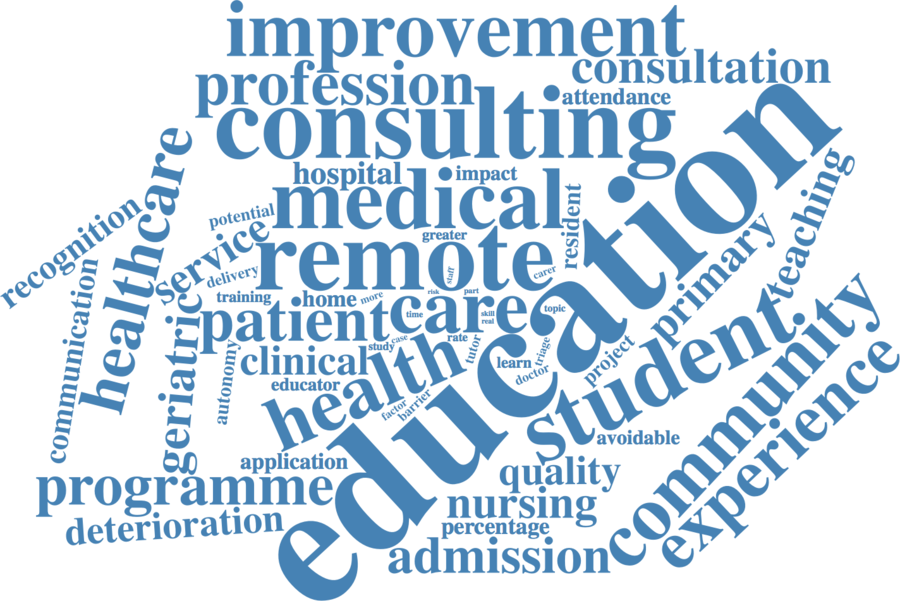 improvement
consultation
profession
attendance
consulting
education
hospital
impact
medical
resident
teaching
healthcare
recognition
potential
service
greater
remote
delivery
staff
carer
primary
communication
training
home
more
risk
part
care
time
skill
real
topic
patient
geriatric
autonomy
clinical
study
case
rate
tutor
learn
triage
doctor
project
student
community
experience
educator
health
factor
barrier
avoidable
application
quality
programme
nursing
deterioration
percentage
admission